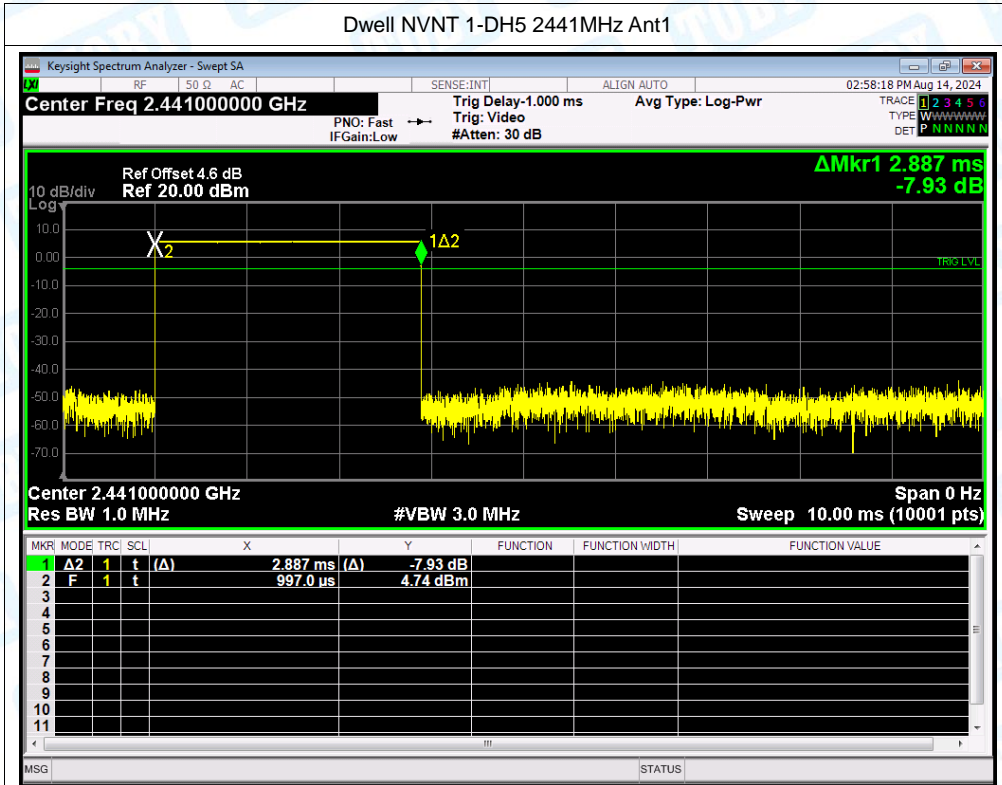 Dwell NVNT 1-DH5 2441MHz Ant1
Keysight Spectrum Analyzer - Swept SA
LXI RF 50 Ω AC SENSE:INT ALIGN AUTO 02:58:18 PM Aug 14, 2024
Center Freq 2.441000000 GHz Trig Delay-1.000 ms Avg Type: Log-Pwr TRACE 1 2 3 4 5 6
PNO: Fast Trig: Video TYPE WWWWWW
IFGain:Low #Atten: 30 dB DET P N N N N N
ΔMkr1 2.887 ms
-7.93 dB
Ref Offset 4.6 dB
10 dB/div Ref 20.00 dBm
Log
10.0
0.00
-10.0
-20.0
-30.0
-40.0
-50.0
-60.0
-70.0
2
1Δ2
TRIG LVL
Center 2.441000000 GHz Span 0 Hz
Res BW 1.0 MHz #VBW 3.0 MHz Sweep 10.00 ms (10001 pts)
MKR MODE TRC SCL X Y FUNCTION FUNCTION WIDTH FUNCTION VALUE
1 Δ2 1 t (Δ) 2.887 ms (Δ) -7.93 dB
2 F 1 t 997.0 µs 4.74 dBm
3
4
5
6
7
8
9
10
11
MSG STATUS